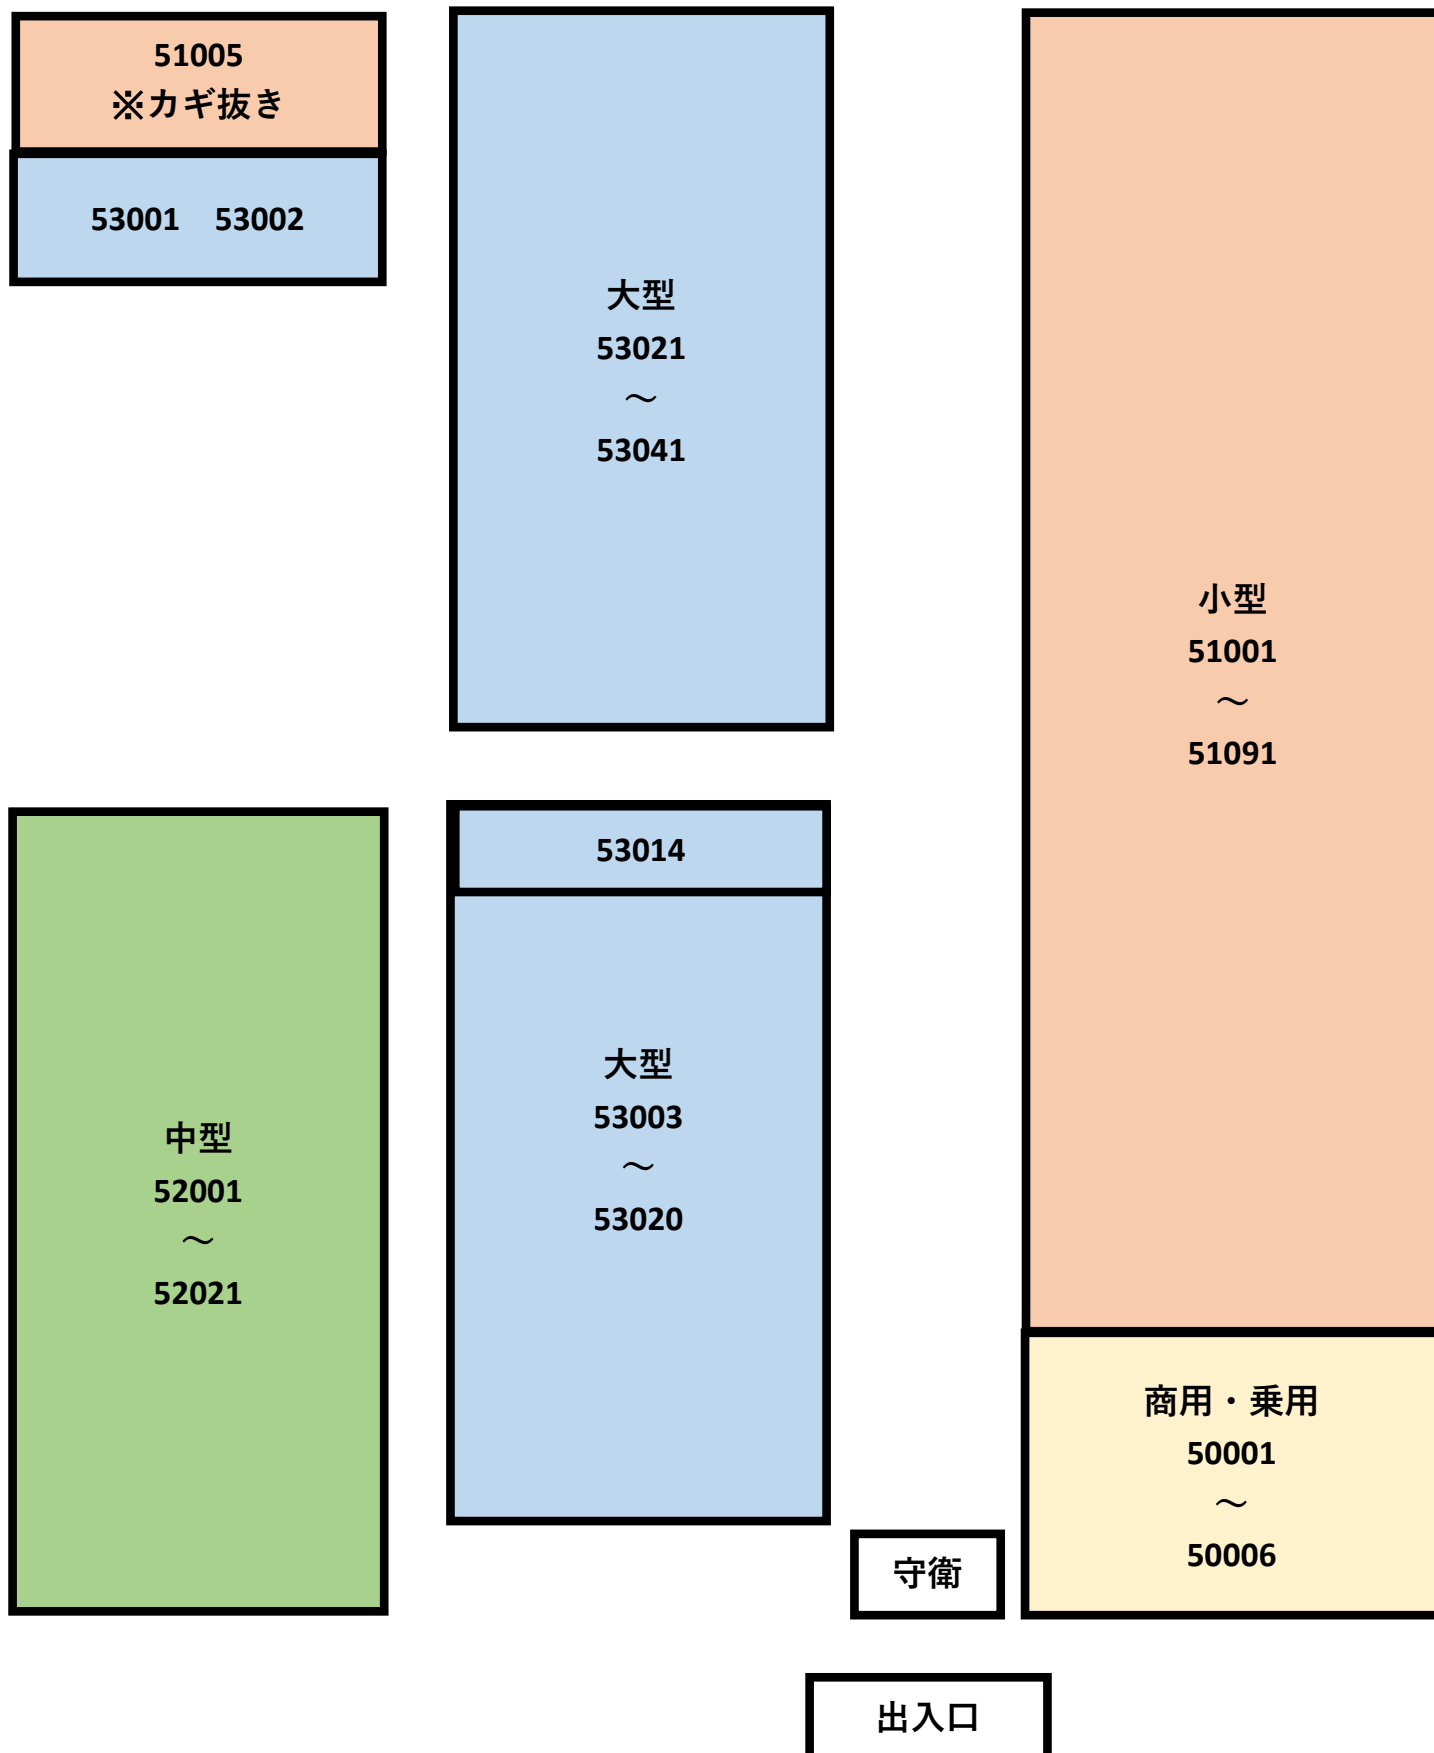 51005
※カギ抜き
53001　53002
大型
53021
～
53041
小型
51001
～
51091
53014
大型
53003
～
53020
中型
52001
～
52021
商用・乗用
50001
～
50006
守衛
出入口